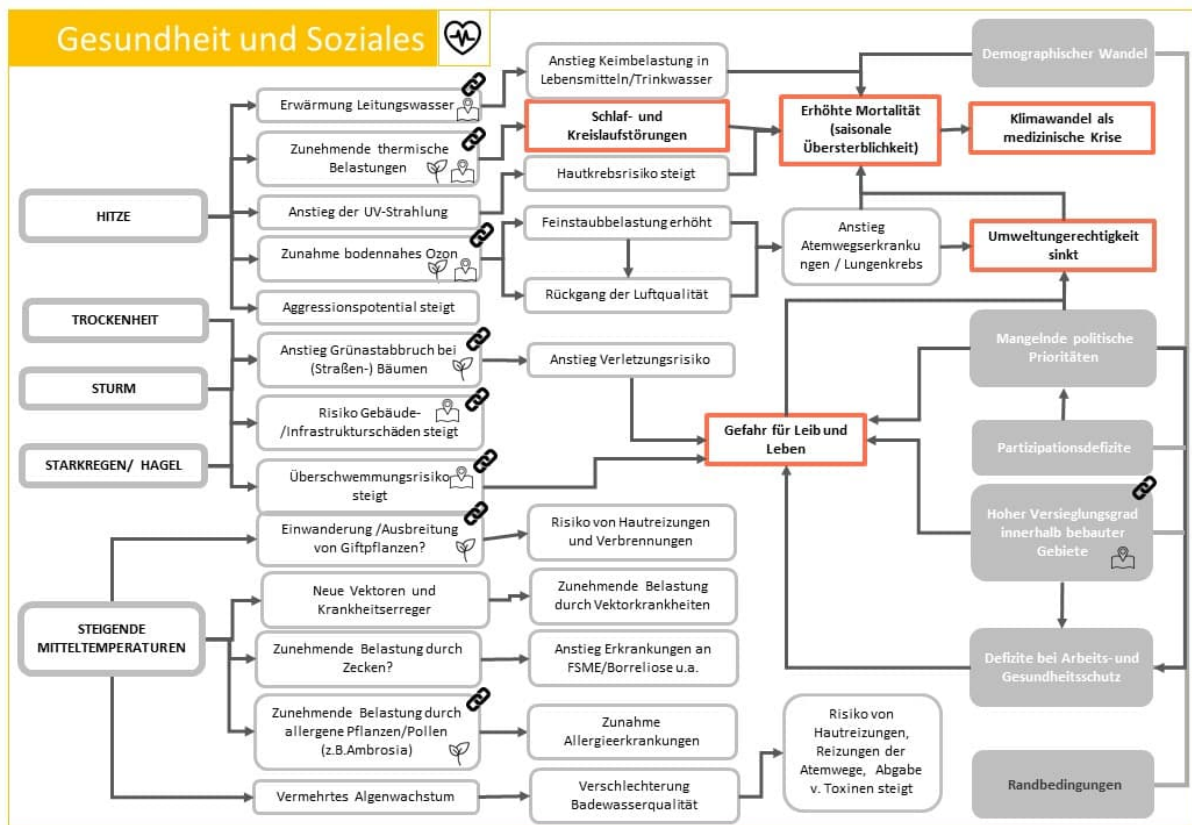 Gesundheit und Soziales
HITZE
TROCKENHEIT
STURM
STARKREGEN/ HAGEL
STEIGENDE
MITTELTEMPERATUREN
Erwärmung Leitungswasser
Zunehmende thermische
Belastungen
Anstieg der UV-Strahlung
Zunahme bodennahes Ozon
Aggressionspotential steigt
Anstieg Grünastabbruch bei
(Straßen-) Bäumen
Risiko Gebäude-
/Infrastrukturschäden steigt
Überschwemmungsrisiko
steigt
Einwanderung /Ausbreitung
von Giftpflanzen?
Neue Vektoren und
Krankheitserreger
Zunehmende Belastung durch
Zecken?
Zunehmende Belastung durch
allergene Pflanzen/Pollen
(z.B.Ambrosia)
Vermehrtes Algenwachstum
Anstieg Keimbelastung in
Lebensmitteln/Trinkwasser
Schlaf- und
Kreislaufstörungen
Hautkrebsrisiko steigt
Feinstaubbelastung erhöht
Rückgang der Luftqualität
Anstieg Verletzungsrisiko
Risiko von Hautreizungen
und Verbrennungen
Zunehmende Belastung
durch Vektorkrankheiten
Anstieg Erkrankungen an
FSME/Borreliose u.a.
Zunahme
Allergieerkrankungen
Verschlechterung
Badewasserqualität
Erhöhte Mortalität
(saisonale
Übersterblichkeit)
Anstieg
Atemwegserkranku
ngen / Lungenkrebs
Gefahr für Leib und
Leben
Risiko von
Hautreizungen,
Reizungen der
Atemwege, Abgabe
v. Toxinen steigt
Demographischer Wandel
Klimawandel als
medizinische Krise
Umweltungerechtigkeit
sinkt
Mangelnde politische
Prioritäten
Partizipationsdefizite
Hoher Versieglungsgrad
innerhalb bebauter
Gebiete
Defizite bei Arbeits- und
Gesundheitsschutz
Randbedingungen